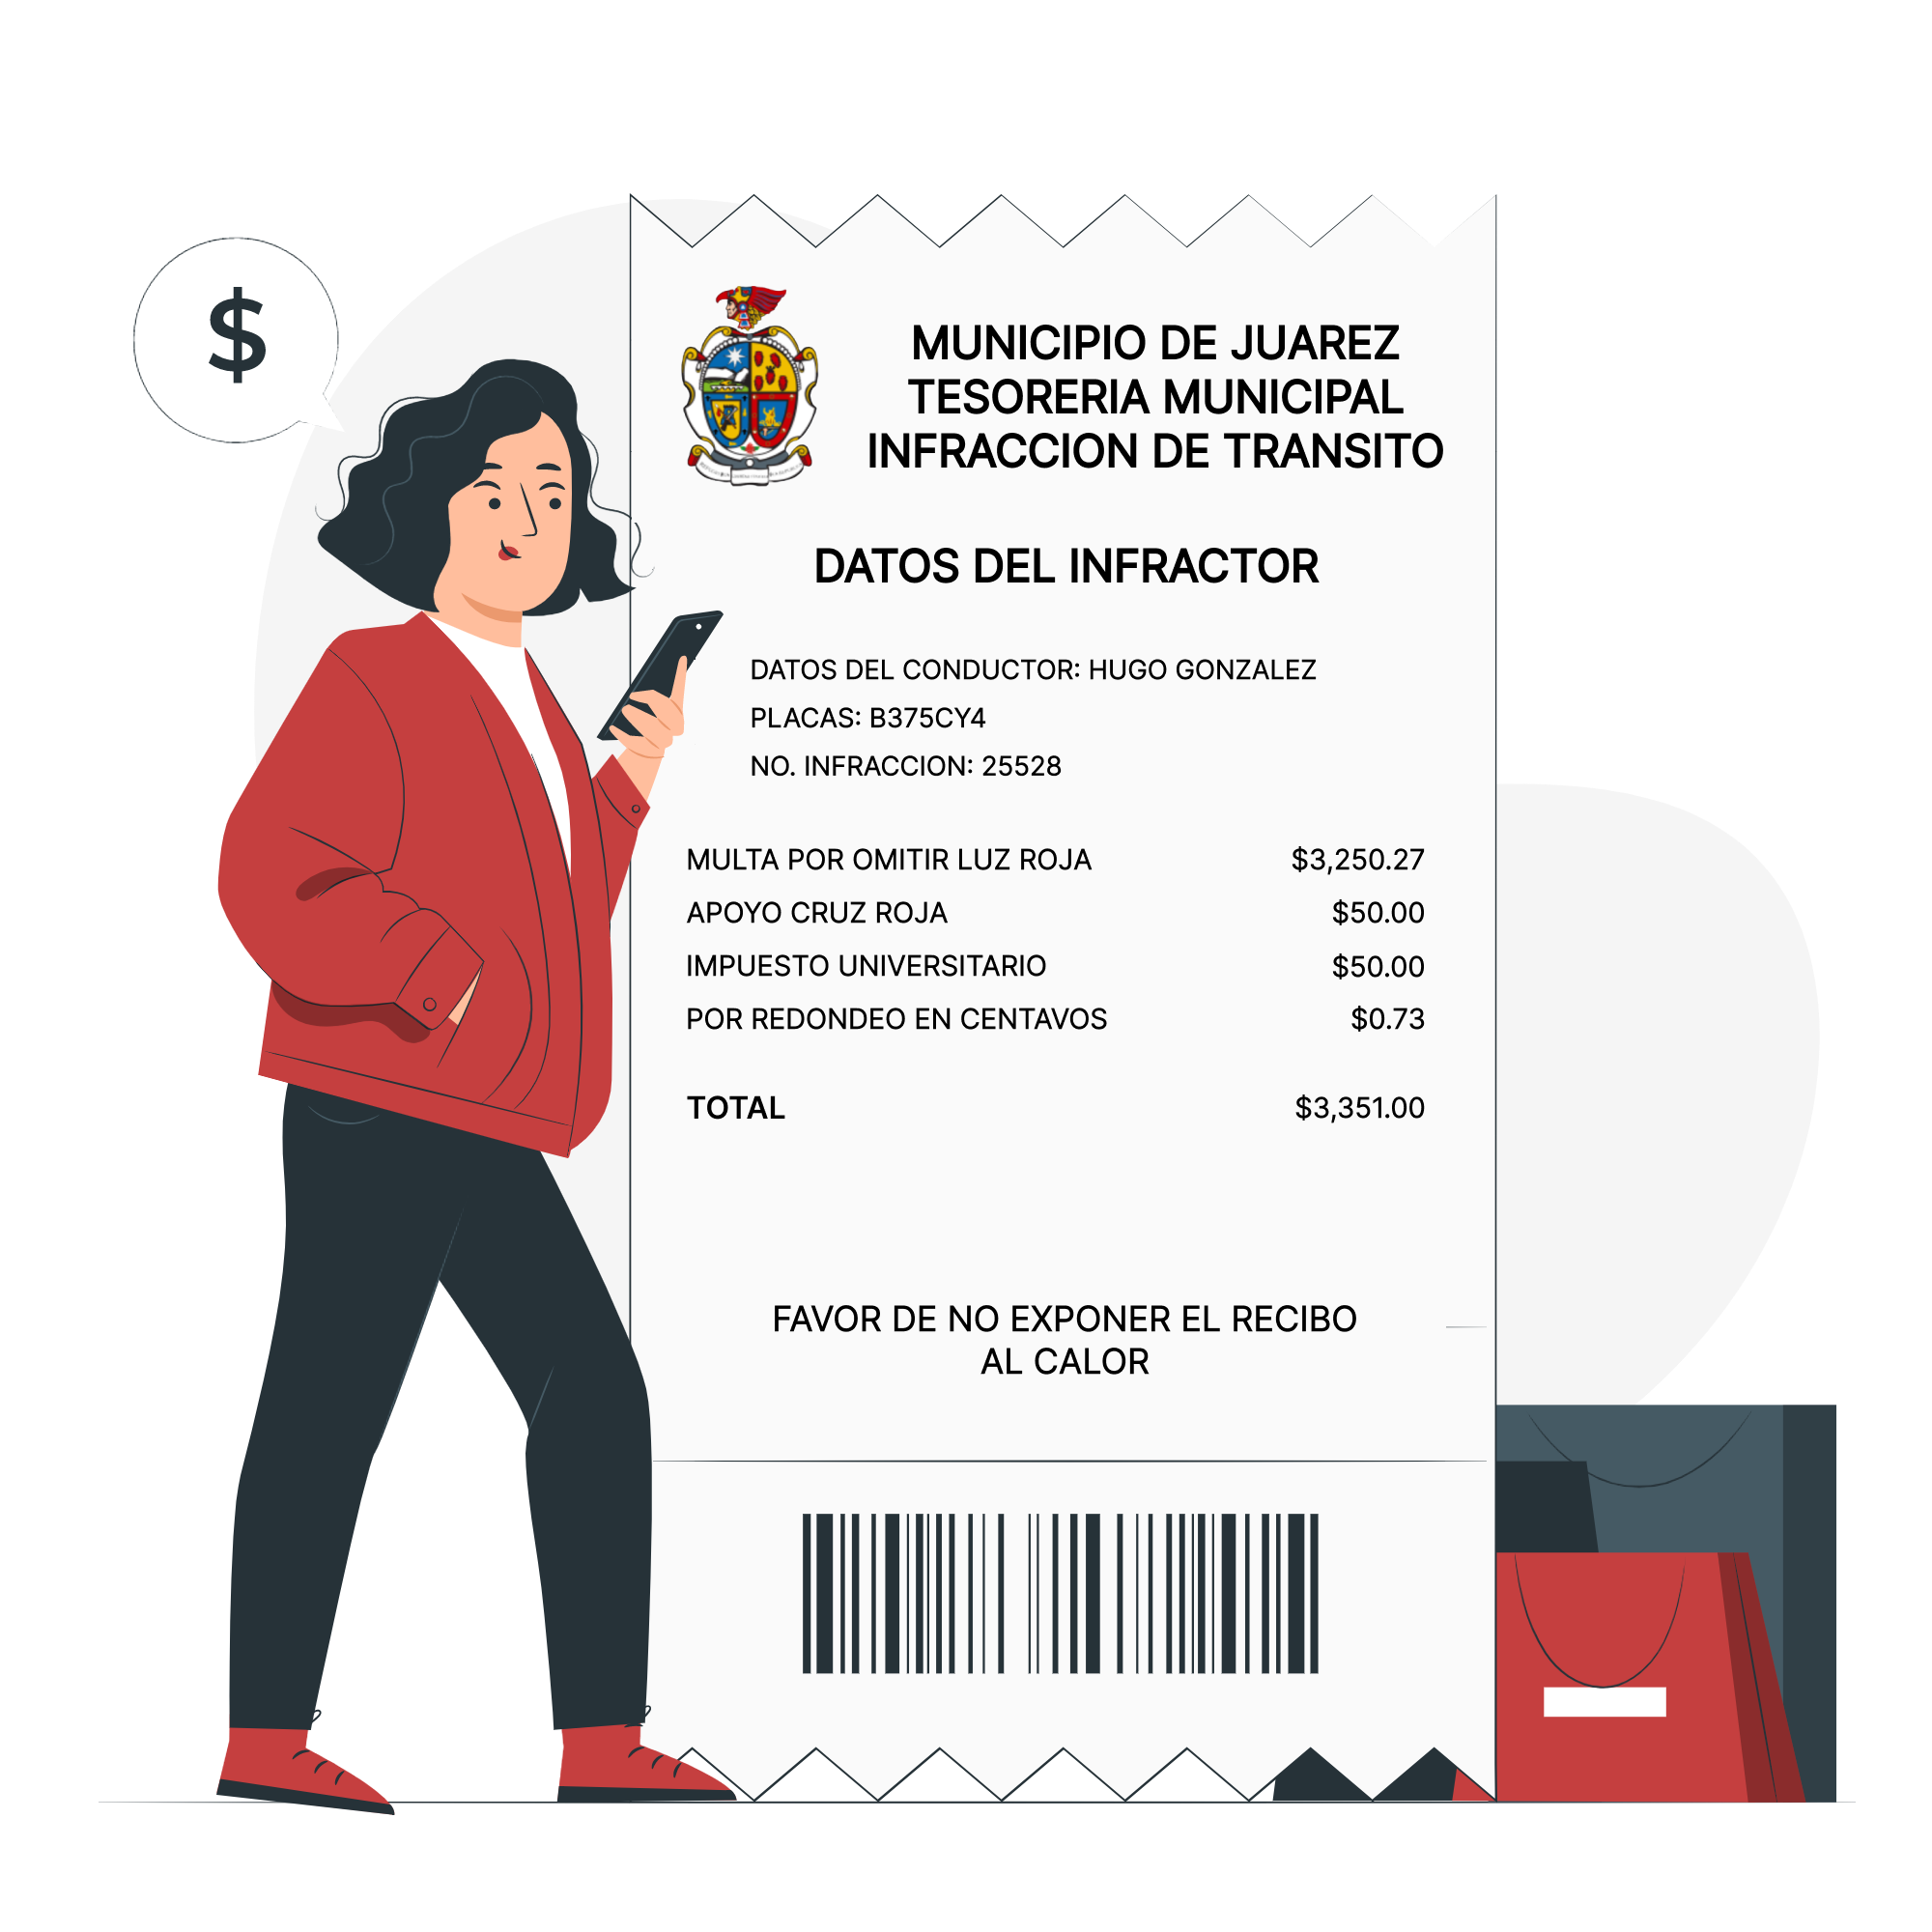 $
MUNICIPIO DE JUAREZ
TESORERIA MUNICIPAL
INFRACCION DE TRANSITO
DATOS DEL INFRACTOR
DATOS DEL CONDUCTOR: HUGO GONZALEZ
PLACAS: B375CY4
NO. INFRACCION: 25528
MULTA POR OMITIR LUZ ROJA $3,250.27
APOYO CRUZ ROJA $50.00
IMPUESTO UNIVERSITARIO $50.00
POR REDONDEO EN CENTAVOS $0.73
TOTAL $3,351.00
FAVOR DE NO EXPONER EL RECIBO
AL CALOR